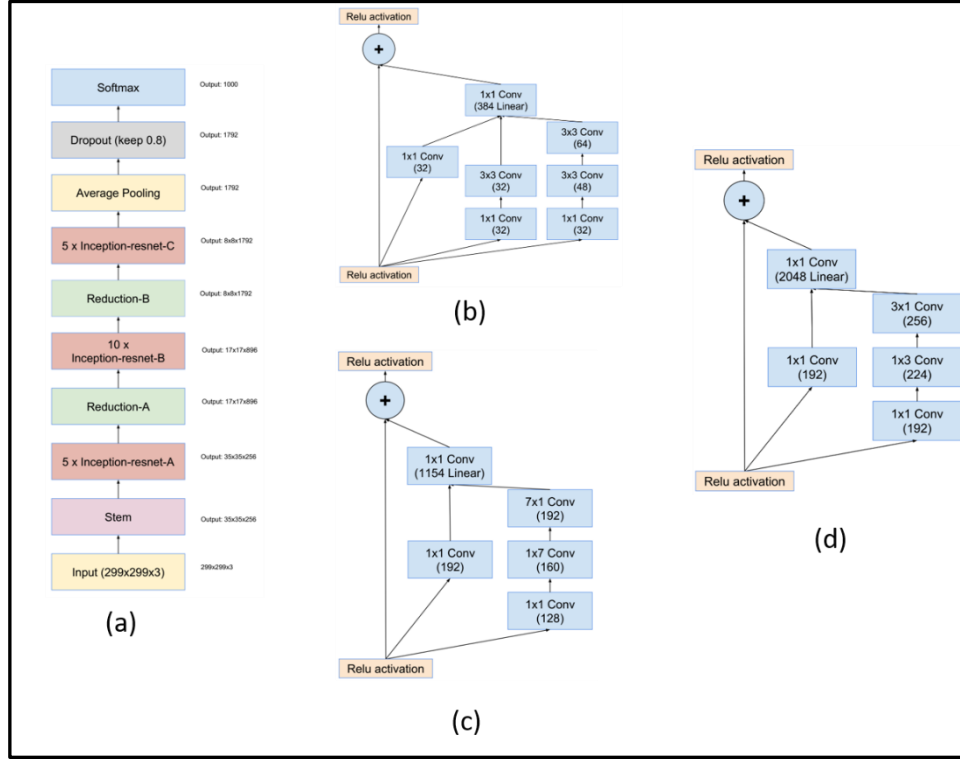 Softmax
Output: 1000
Dropout (keep 0.8)
Output: 1792
Average Pooling
Output: 1792
5 x Inception-resnet-C
Output: 8x8x1792
Reduction-B
Output: 8x8x1792
10 x
Inception-resnet-B
Output: 17x17x896
Reduction-A
Output: 17x17x896
5 x Inception-resnet-A
Output: 35x35x256
Stem
Output: 35x35x256
Input (299x299x3)
299x299x3
(a)
Relu activation
+
1x1 Conv
(384 Linear)
1x1 Conv
(32)
3x3 Conv
(64)
3x3 Conv
(32)
3x3 Conv
(48)
1x1 Conv
(32)
1x1 Conv
(32)
Relu activation
(b)
Relu activation
+
1x1 Conv
(1154 Linear)
7x1 Conv
(192)
1x1 Conv
(192)
1x7 Conv
(160)
1x1 Conv
(128)
Relu activation
(c)
Relu activation
+
1x1 Conv
(2048 Linear)
3x1 Conv
(256)
1x1 Conv
(192)
1x3 Conv
(224)
1x1 Conv
(192)
Relu activation
(d)